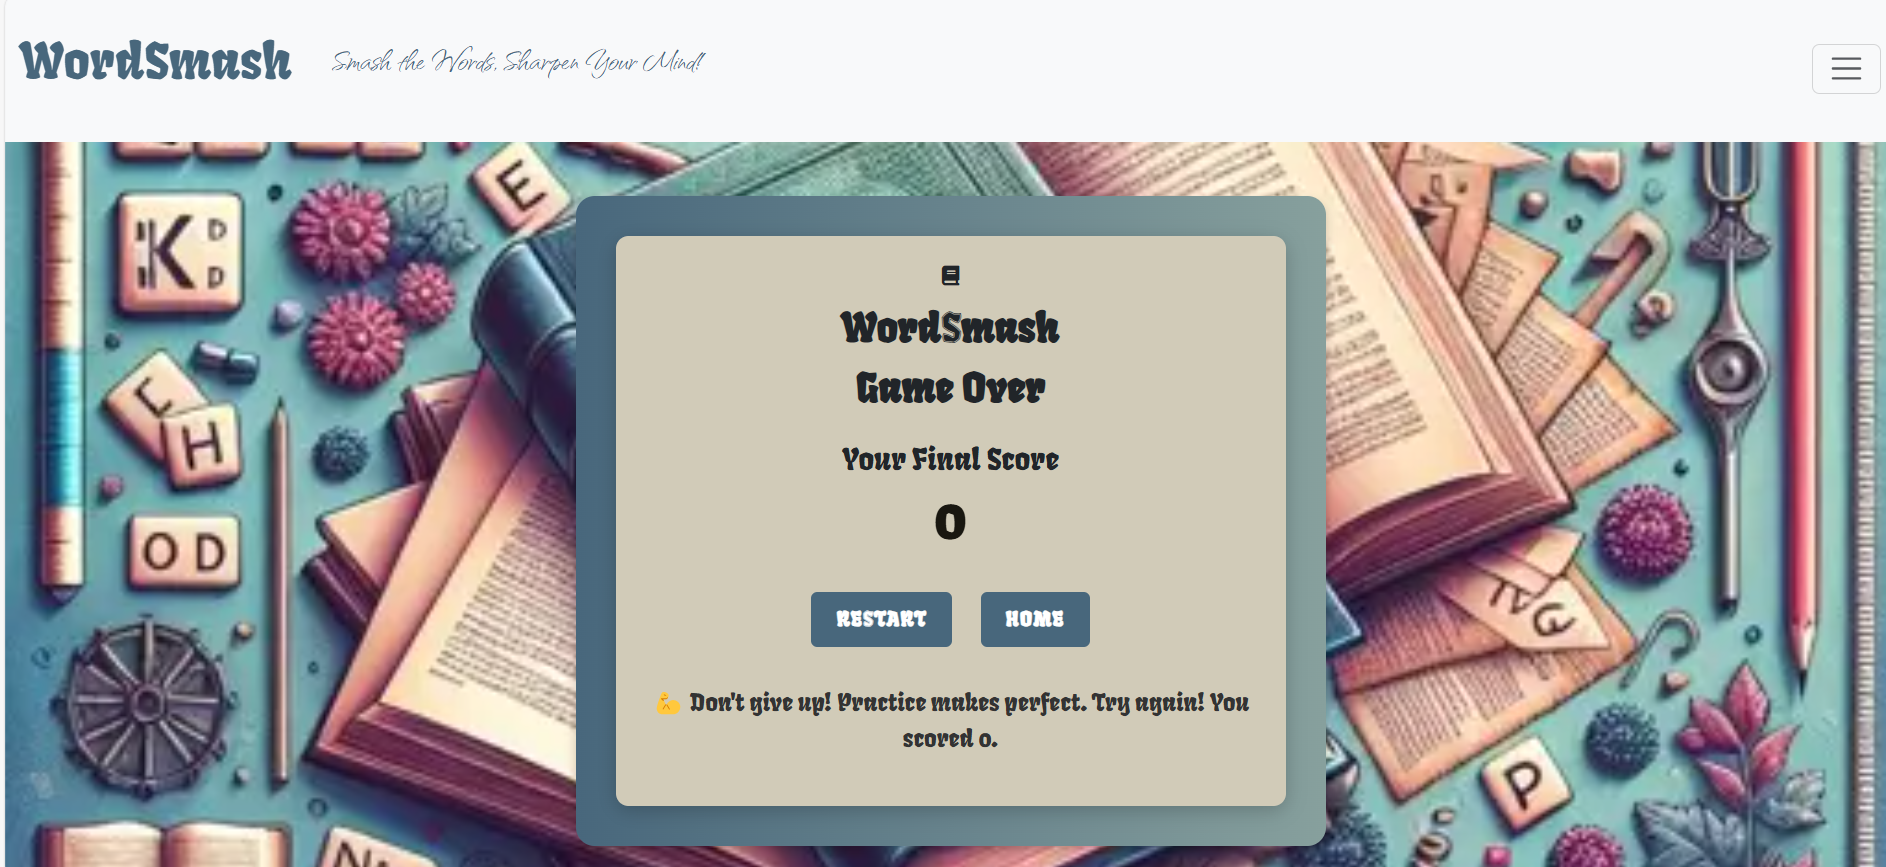 WordSmash
Smash the Words, Sharpen Your Mind!
E
K D
D
H
O D
WordSmash
Game Over
Your Final Score
0
RESTART HOME
Don't give up! Practice makes perfect. Try again! You
scored 0.
P